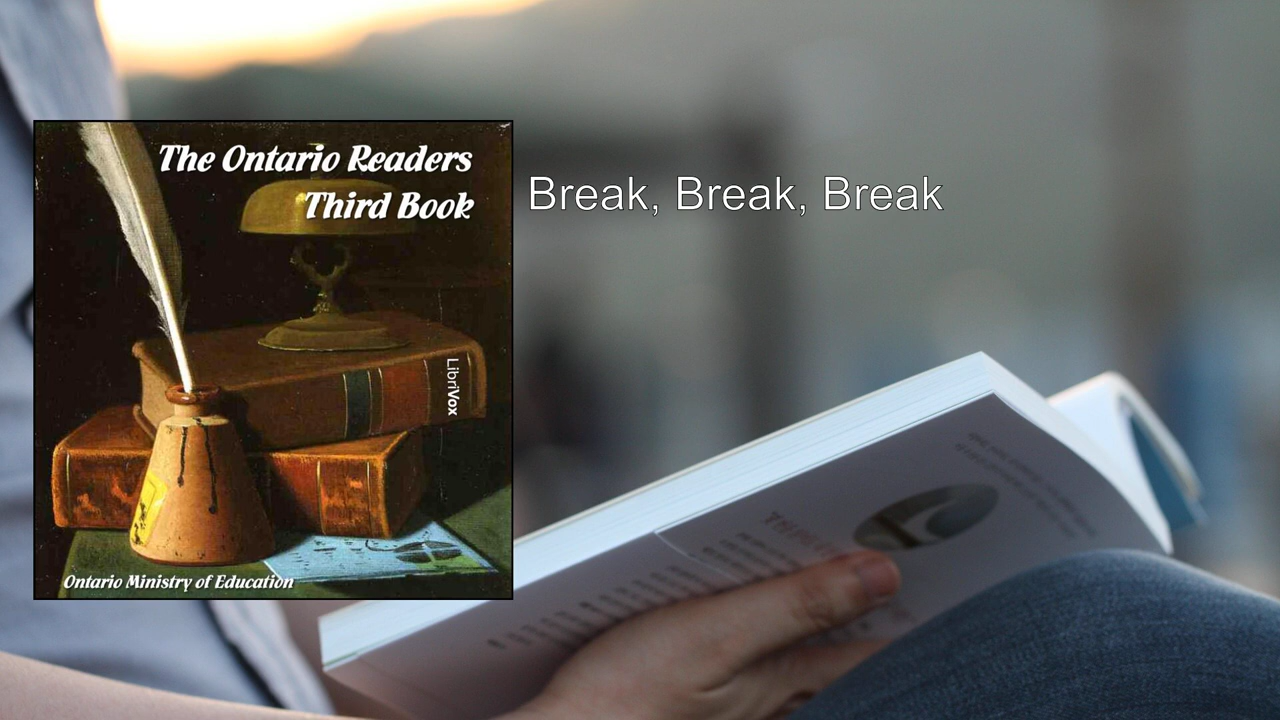 The Ontario Readers
Third Book
LibriVox
Ontario Ministry of Education
Break, Break, Break